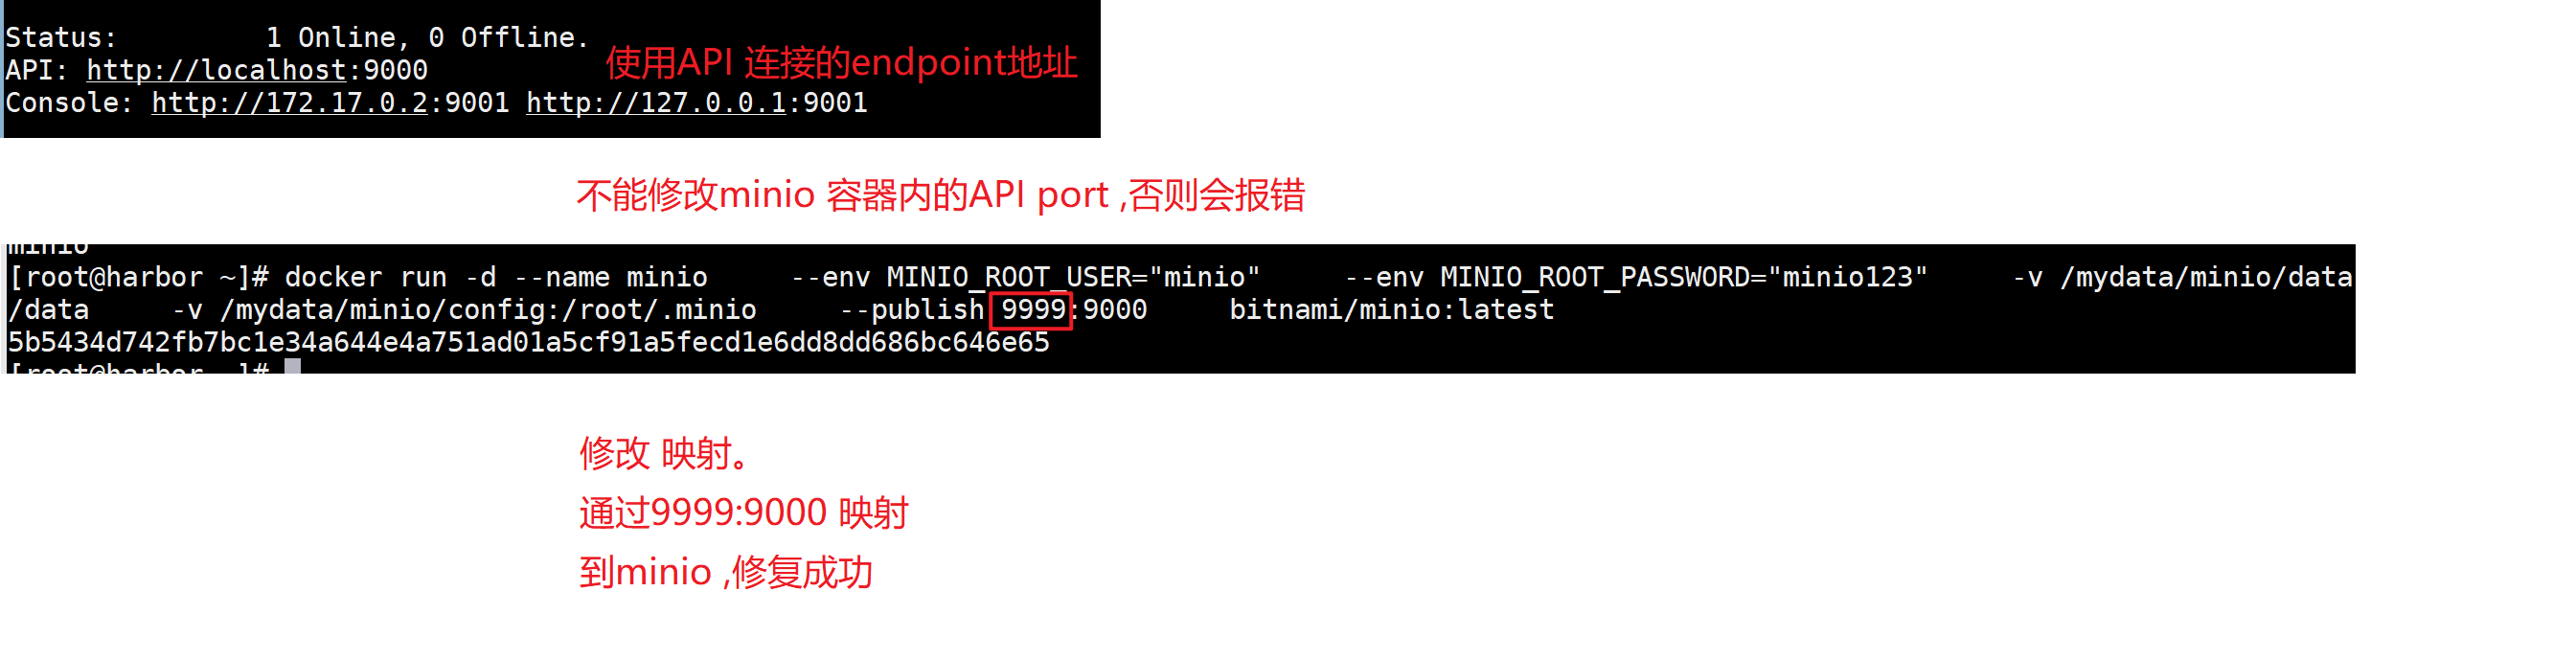 Status:         1 Online, 0 Offline.
使用API 连接的endpoint地址
API: http://localhost:9000
Console: http://172.17.0.2:9001 http://127.0.0.1:9001
不能修改minio 容器内的API port ,否则会报错
minio
[root@harbor ~]# docker run -d --name minio     --env MINIO_ROOT_USER="minio"     --env MINIO_ROOT_PASSWORD="minio123"     -v /mydata/minio/data
/data     -v /mydata/minio/config:/root/.minio     --publish 9999:9000     bitnami/minio:latest
5b5434d742fb7bc1e34a644e4a751ad01a5cf91a5fecd1e6dd8dd686bc646e65
[root@harbor ~]#
修改 映射。
通过9999:9000 映射
到minio ,修复成功